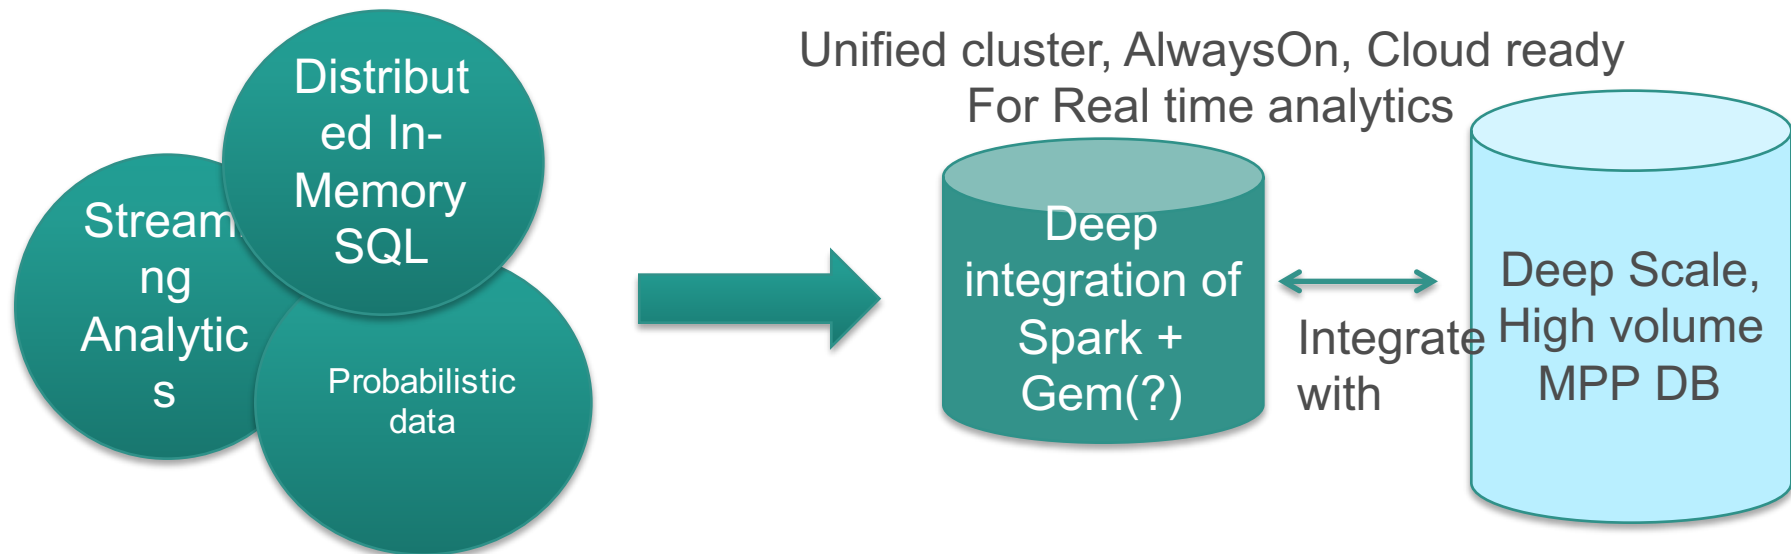 Distribut
ed In-
Memory
SQL
Streami
ng
Analytic
s
Probabilistic
data
Unified cluster, AlwaysOn, Cloud ready
For Real time analytics
Deep
integration of
Spark +
Gem(?)
Integrate
with
Deep Scale,
High volume
MPP DB